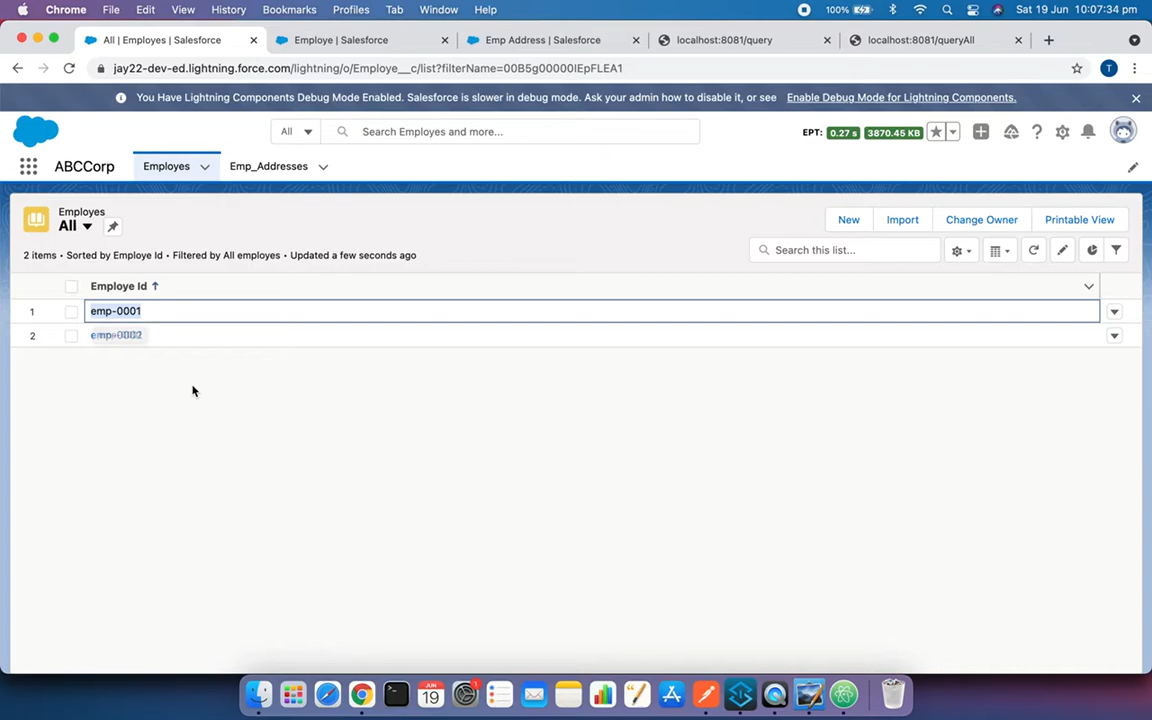 Chrome File Edit View History Bookmarks Profiles Tab Window Help 100% Sat 19 Jun 10:07:34 pm
All | Employes | Salesforce Employe | Salesforce Emp Address | Salesforce localhost:8081/query localhost:8081/queryAll
jay22-dev-ed.lightning.force.com/lightning/o/Employe__c/list?filterName=00B5g00000IEpFLEA1 T
You Have Lightning Components Debug Mode Enabled. Salesforce is slower in debug mode. Ask your admin how to disable it, or see Enable Debug Mode for Lightning Components.
All Search Employes and more... EPT: 0.27 s 3870.45 KB
ABCCorp Employes Emp_Addresses
Employes
All
New Import Change Owner Printable View
2 items • Sorted by Employe Id • Filtered by All employes • Updated a few seconds ago
Search this list...
Employe Id ↑
1 emp-0001
2 emp-0002
JUN
19
1